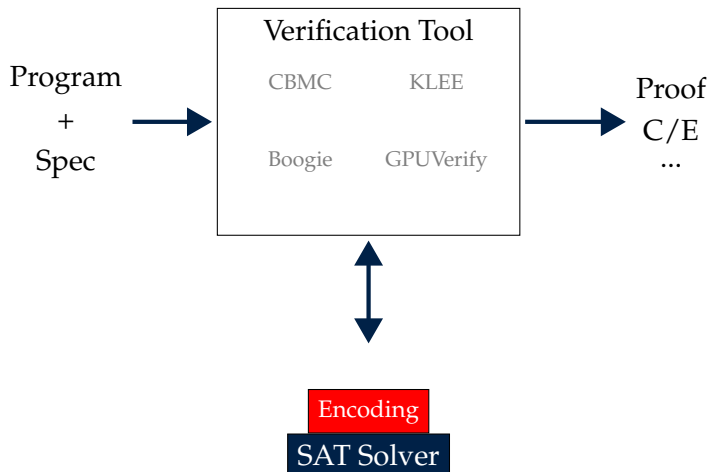 Verification Tool
Program
+
Spec
CBMC KLEE
Boogie GPUVerify
Proof
C/E
...
Encoding
SAT Solver